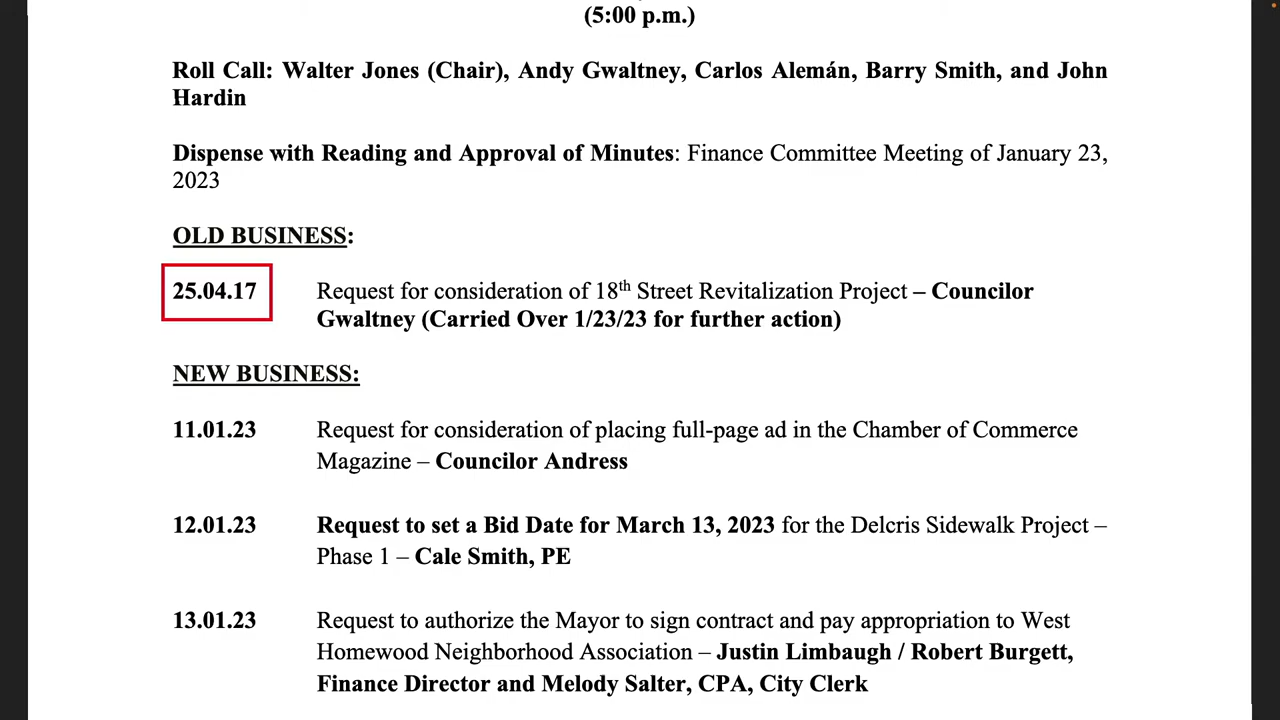 (5:00 p.m.)
Roll Call: Walter Jones (Chair), Andy Gwaltney, Carlos Alemán, Barry Smith, and John
Hardin
Dispense with Reading and Approval of Minutes: Finance Committee Meeting of January 23,
2023
OLD BUSINESS:
25.04.17 Request for consideration of 18th Street Revitalization Project – Councilor
Gwaltney (Carried Over 1/23/23 for further action)
NEW BUSINESS:
11.01.23 Request for consideration of placing full-page ad in the Chamber of Commerce
Magazine – Councilor Andress
12.01.23 Request to set a Bid Date for March 13, 2023 for the Delcris Sidewalk Project –
Phase 1 – Cale Smith, PE
13.01.23 Request to authorize the Mayor to sign contract and pay appropriation to West
Homewood Neighborhood Association – Justin Limbaugh / Robert Burgett,
Finance Director and Melody Salter, CPA, City Clerk